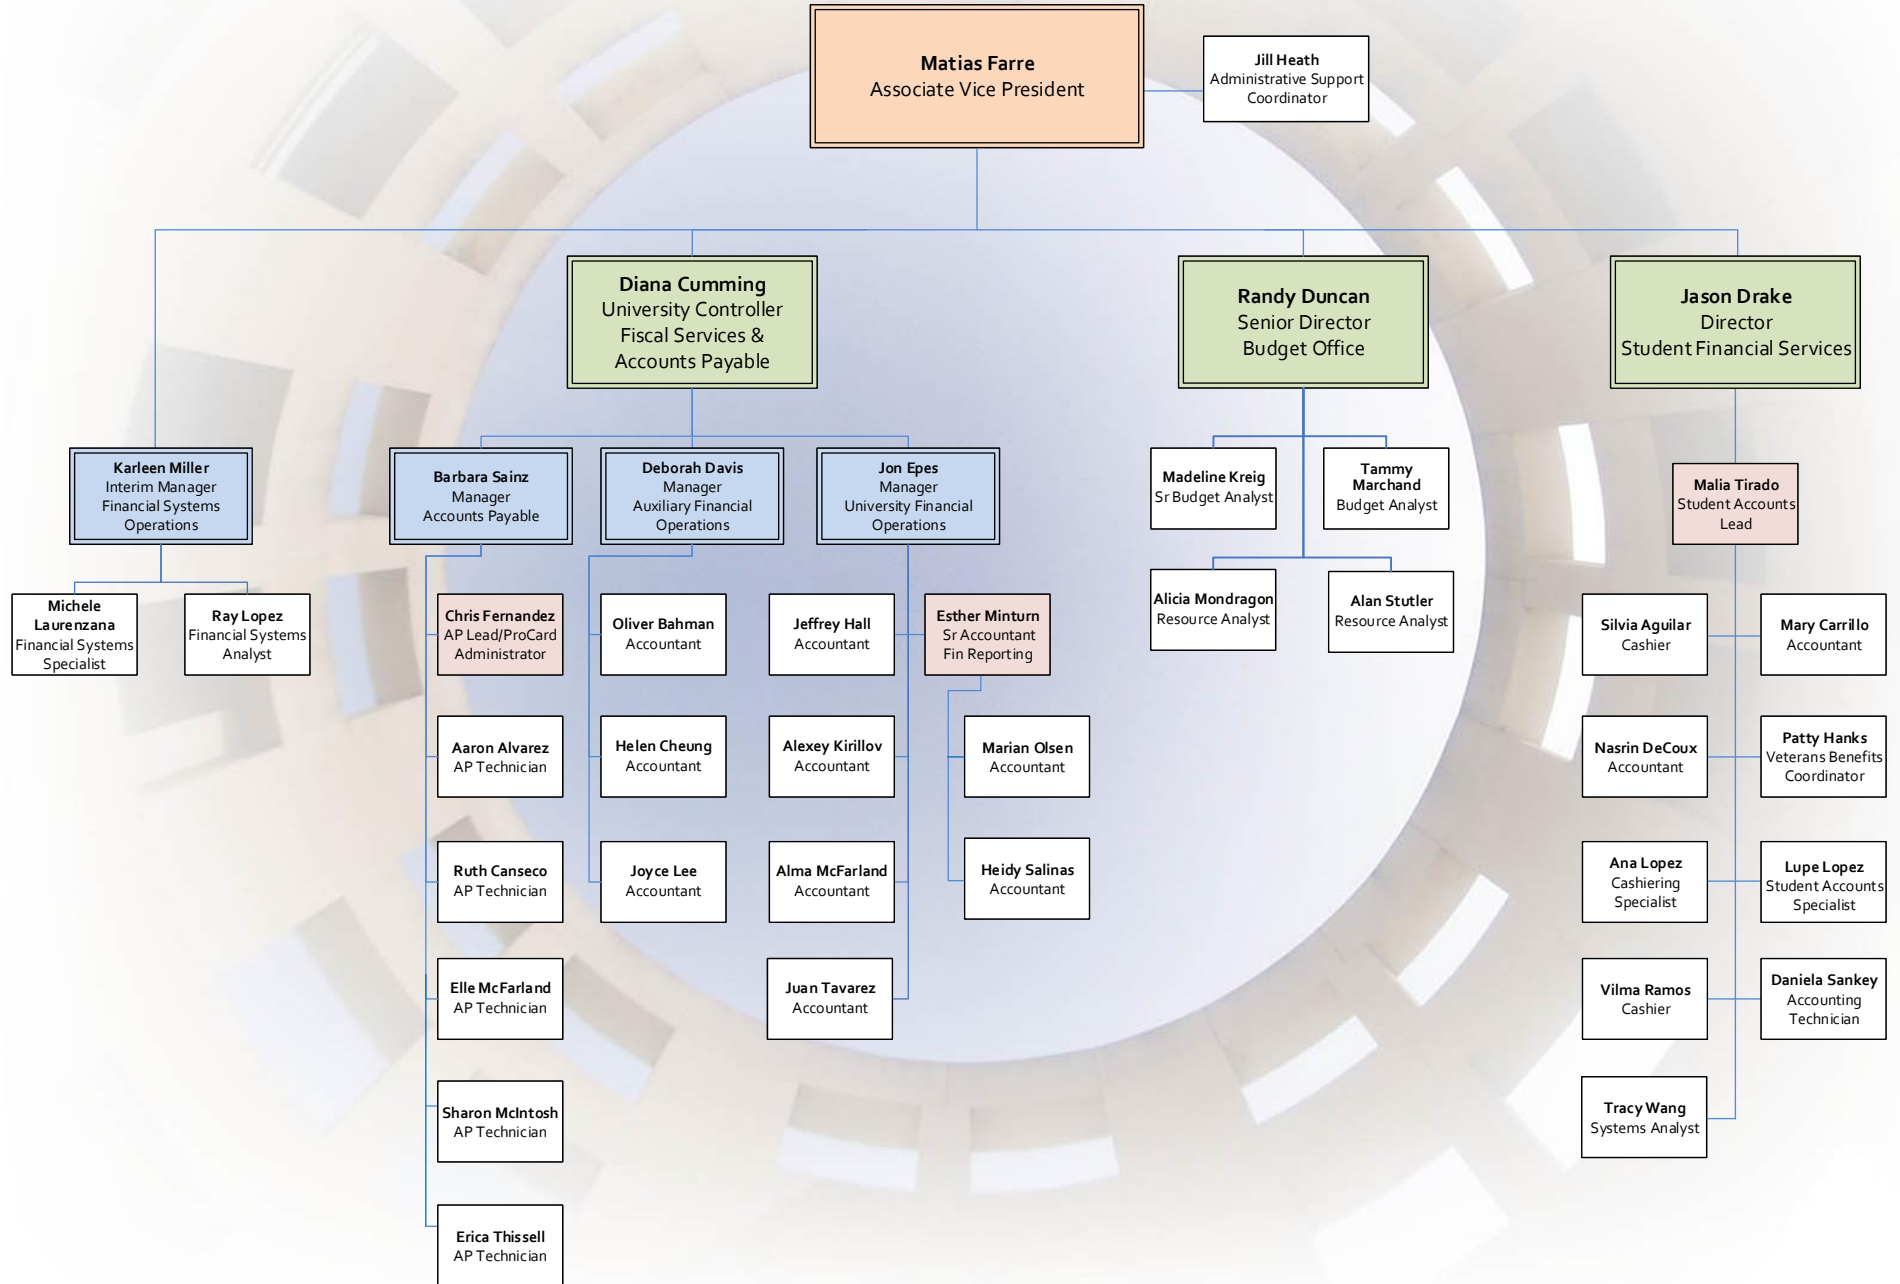 Matias Farre
Associate Vice President
Jill Heath
Administrative Support
Coordinator
Diana Cumming
University Controller
Fiscal Services &
Accounts Payable
Randy Duncan
Senior Director
Budget Office
Jason Drake
Director
Student Financial Services
Karleen Miller
Interim Manager
Financial Systems
Operations
Barbara Sainz
Manager
Accounts Payable
Deborah Davis
Manager
Auxiliary Financial
Operations
Jon Epes
Manager
University Financial
Operations
Madeline Kreig
Sr Budget Analyst
Tammy
Marchand
Budget Analyst
Malia Tirado
Student Accounts
Lead
Alicia Mondragon
Resource Analyst
Alan Stutler
Resource Analyst
Michele
Laurenzana
Financial Systems
Specialist
Ray Lopez
Financial Systems
Analyst
Chris Fernandez
AP Lead/ProCard
Administrator
Oliver Bahman
Accountant
Jeffrey Hall
Accountant
Esther Minturn
Sr Accountant
Fin Reporting
Silvia Aguilar
Cashier
Mary Carrillo
Accountant
Aaron Alvarez
AP Technician
Helen Cheung
Accountant
Alexey Kirillov
Accountant
Marian Olsen
Accountant
Nasrin DeCoux
Accountant
Patty Hanks
Veterans Benefits
Coordinator
Ruth Canseco
AP Technician
Joyce Lee
Accountant
Alma McFarland
Accountant
Heidy Salinas
Accountant
Ana Lopez
Cashiering
Specialist
Lupe Lopez
Student Accounts
Specialist
Elle McFarland
AP Technician
Juan Tavarez
Accountant
Vilma Ramos
Cashier
Daniela Sankey
Accounting
Technician
Sharon McIntosh
AP Technician
Tracy Wang
Systems Analyst
Erica Thissell
AP Technician